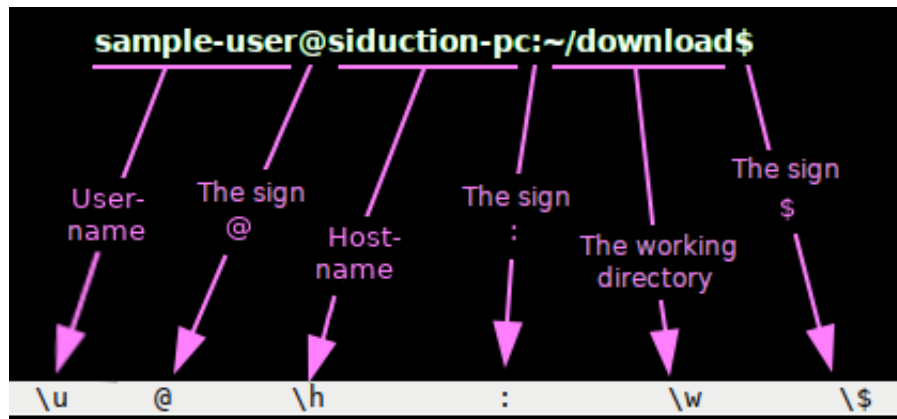 sample-user@siduction-pc:~/download$
User-
name
The sign
@
Host-
name
The sign
:
The working
directory
The sign
$
\u @ \h : \w \$